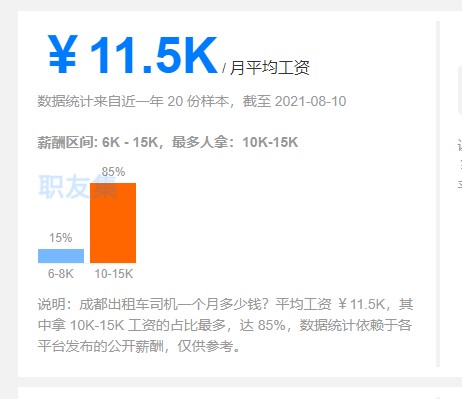 ￥11.5K / 月平均工资
数据统计来自近一年 20 份样本，截至 2021-08-10
薪酬区间: 6K - 15K，最多人拿：10K-15K
职友集
85%
15%
6-8K 10-15K
说明：成都出租车司机一个月多少钱？平均工资 ￥11.5K，其
中拿 10K-15K 工资的占比最多，达 85%，数据统计依赖于各
平台发布的公开薪酬，仅供参考。